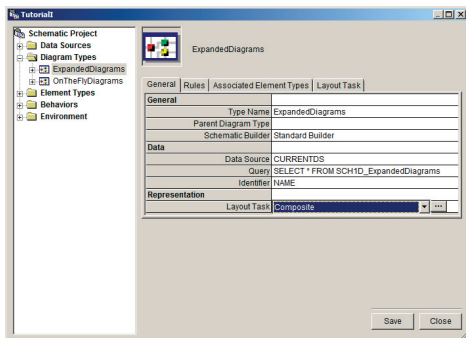 TutorialI
Schematic Project
Data Sources
Diagram Types
ExpandedDiagrams
OnTheFlyDiagrams
Element Types
Behaviors
Environment
ExpandedDiagrams
General Rules Associated Element Types Layout Task
General
Type Name ExpandedDiagrams
Parent Diagram Type
Schematic Builder Standard Builder
Data
Data Source CURRENTDS
Query SELECT * FROM SCH1D_ExpandedDiagrams
Identifier NAME
Representation
Layout Task Composite ...
Save Close